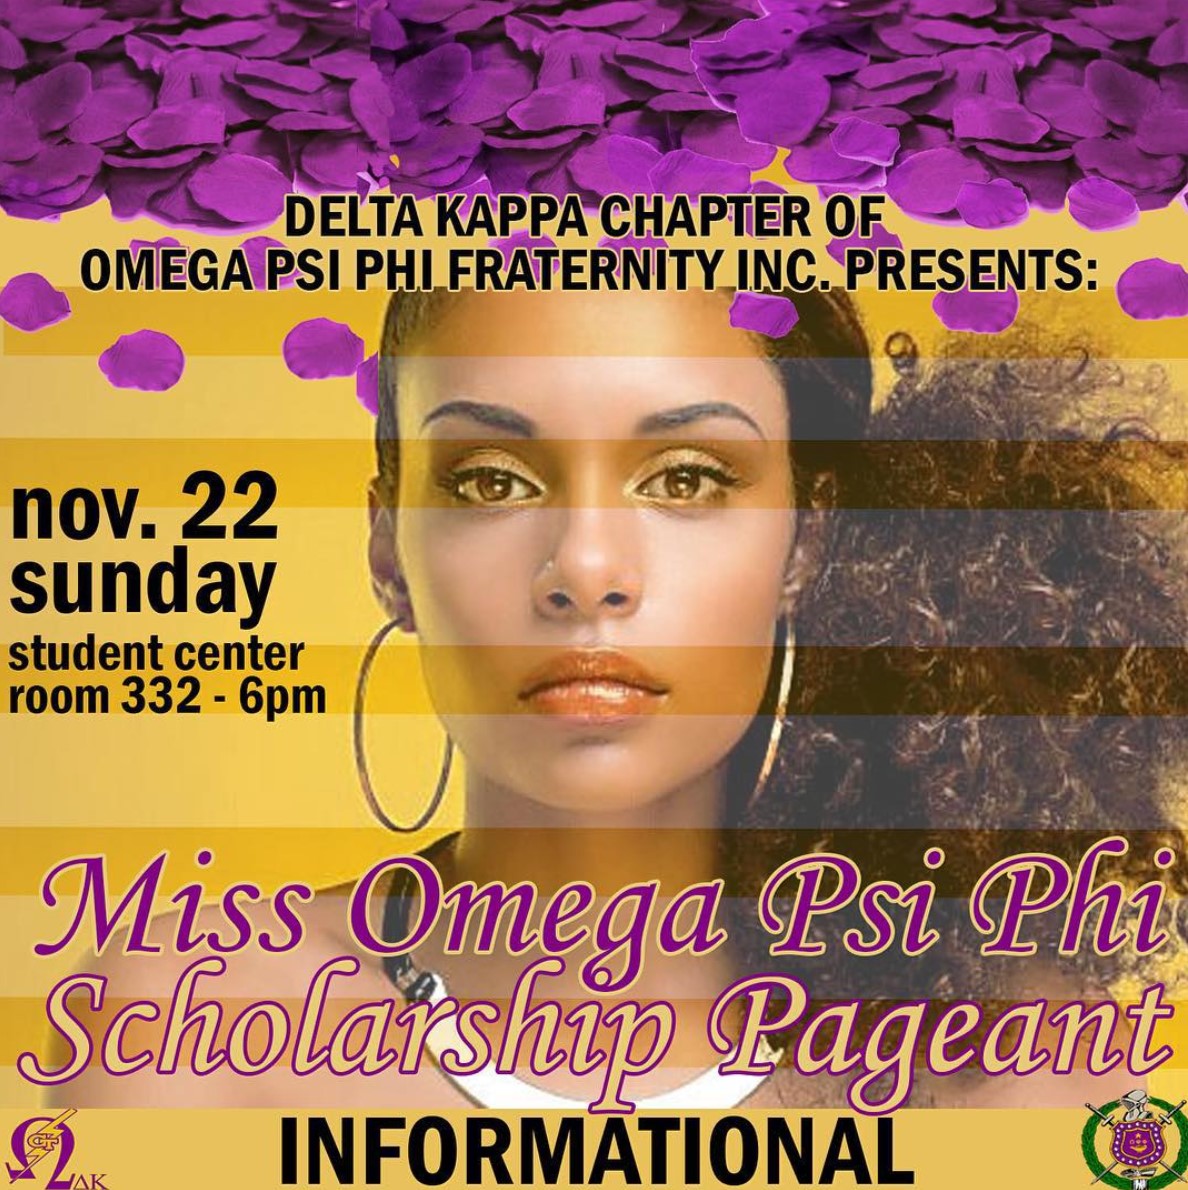 DELTA KAPPA CHAPTER OF
OMEGA PSI PHI FRATERNITY INC. PRESENTS:
nov. 22
sunday
student center
room 332 - 6pm
Miss Omega Psi Phi
Scholarship Pageant
INFORMATIONAL
Ω ΔΚ